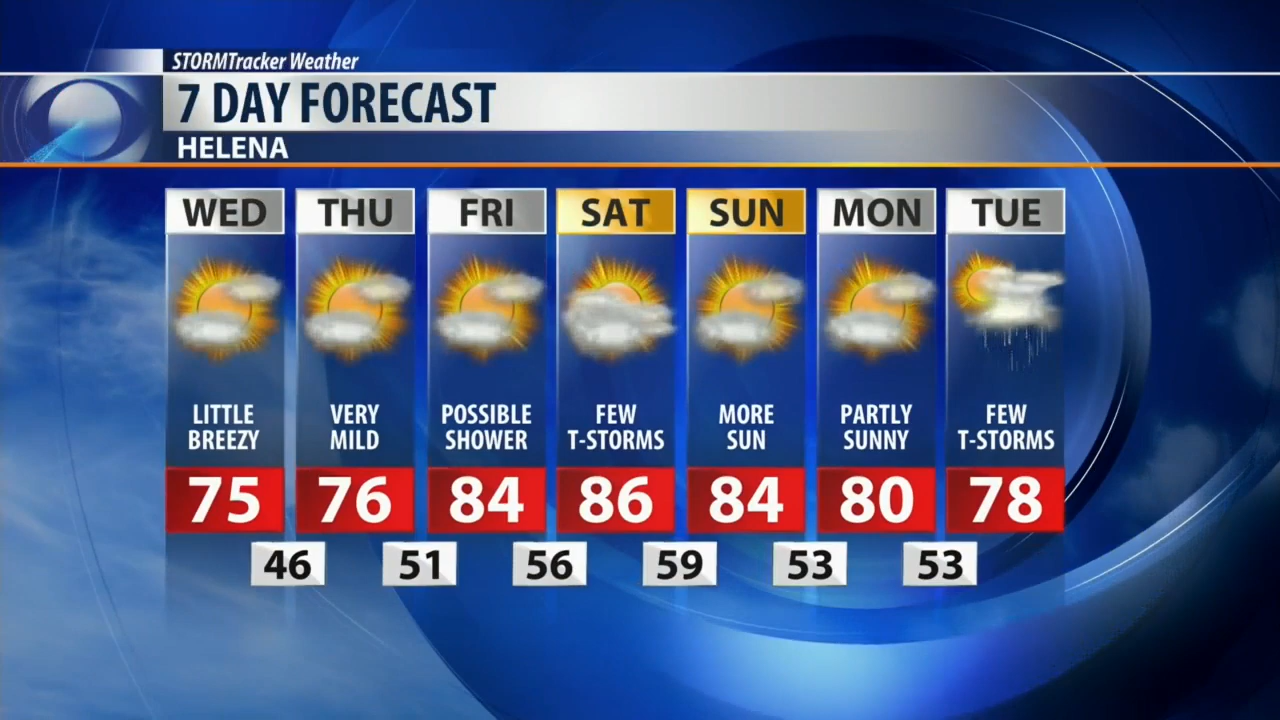 STORMTracker Weather
7 DAY FORECAST
HELENA
WED THU FRI SAT SUN MON TUE
LITTLE VERY POSSIBLE FEW MORE PARTLY FEW
BREEZY MILD SHOWER T-STORMS SUN SUNNY T-STORMS
75 76 84 86 84 80 78
46 51 56 59 53 53